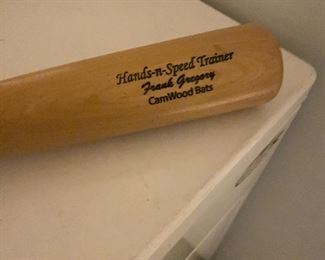 Hands-n-Speed Trainer
Frank Gregory
CamWood Bats